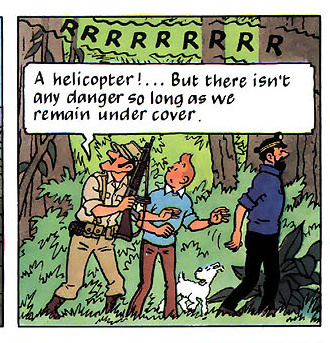 RRRRRRRRR
A helicopter!... But there isn't
any danger so long as we
remain under cover.